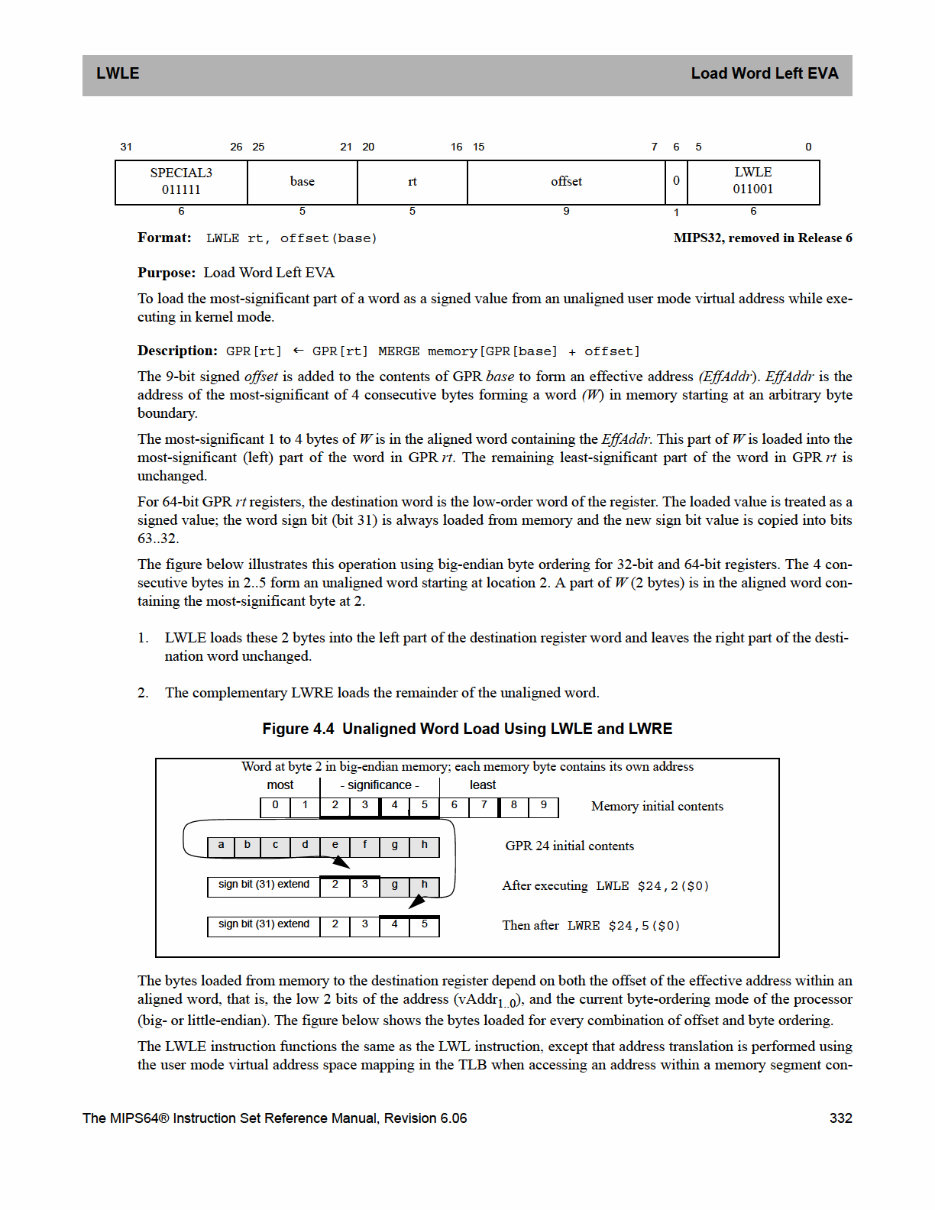 LWLE Load Word Left EVA
31 26 25 21 20 16 15 7 6 5 0
SPECIAL3 base rt offset 0 LWLE
011111 011001
6 5 5 9 1 6
Format: LWLE rt, offset(base) MIPS32, removed in Release 6
Purpose: Load Word Left EVA
To load the most-significant part of a word as a signed value from an unaligned user mode virtual address while exe-
cuting in kernel mode.
Description: GPR[rt] ← GPR[rt] MERGE memory[GPR[base] + offset]
The 9-bit signed offset is added to the contents of GPR base to form an effective address (EffAddr). EffAddr is the
address of the most-significant of 4 consecutive bytes forming a word (W) in memory starting at an arbitrary byte
boundary.
The most-significant 1 to 4 bytes of W is in the aligned word containing the EffAddr. This part of W is loaded into the
most-significant (left) part of the word in GPR rt. The remaining least-significant part of the word in GPR rt is
unchanged.
For 64-bit GPR rt registers, the destination word is the low-order word of the register. The loaded value is treated as a
signed value; the word sign bit (bit 31) is always loaded from memory and the new sign bit value is copied into bits
63..32.
The figure below illustrates this operation using big-endian byte ordering for 32-bit and 64-bit registers. The 4 con-
secutive bytes in 2..5 form an unaligned word starting at location 2. A part of W (2 bytes) is in the aligned word con-
taining the most-significant byte at 2.
1. LWLE loads these 2 bytes into the left part of the destination register word and leaves the right part of the desti-
nation word unchanged.
2. The complementary LWRE loads the remainder of the unaligned word.
Figure 4.4 Unaligned Word Load Using LWLE and LWRE
Word at byte 2 in big-endian memory; each memory byte contains its own address
most - significance - least
0 1 2 3 4 5 6 7 8 9 Memory initial contents
a b c d e f g h GPR 24 initial contents
sign bit (31) extend 2 3 g h After executing LWLE $24,2($0)
sign bit (31) extend 2 3 4 5 Then after LWRE $24,5($0)
The bytes loaded from memory to the destination register depend on both the offset of the effective address within an
aligned word, that is, the low 2 bits of the address (vAddr1..0), and the current byte-ordering mode of the processor
(big- or little-endian). The figure below shows the bytes loaded for every combination of offset and byte ordering.
The LWLE instruction functions the same as the LWL instruction, except that address translation is performed using
the user mode virtual address space mapping in the TLB when accessing an address within a memory segment con-
The MIPS64® Instruction Set Reference Manual, Revision 6.06 332